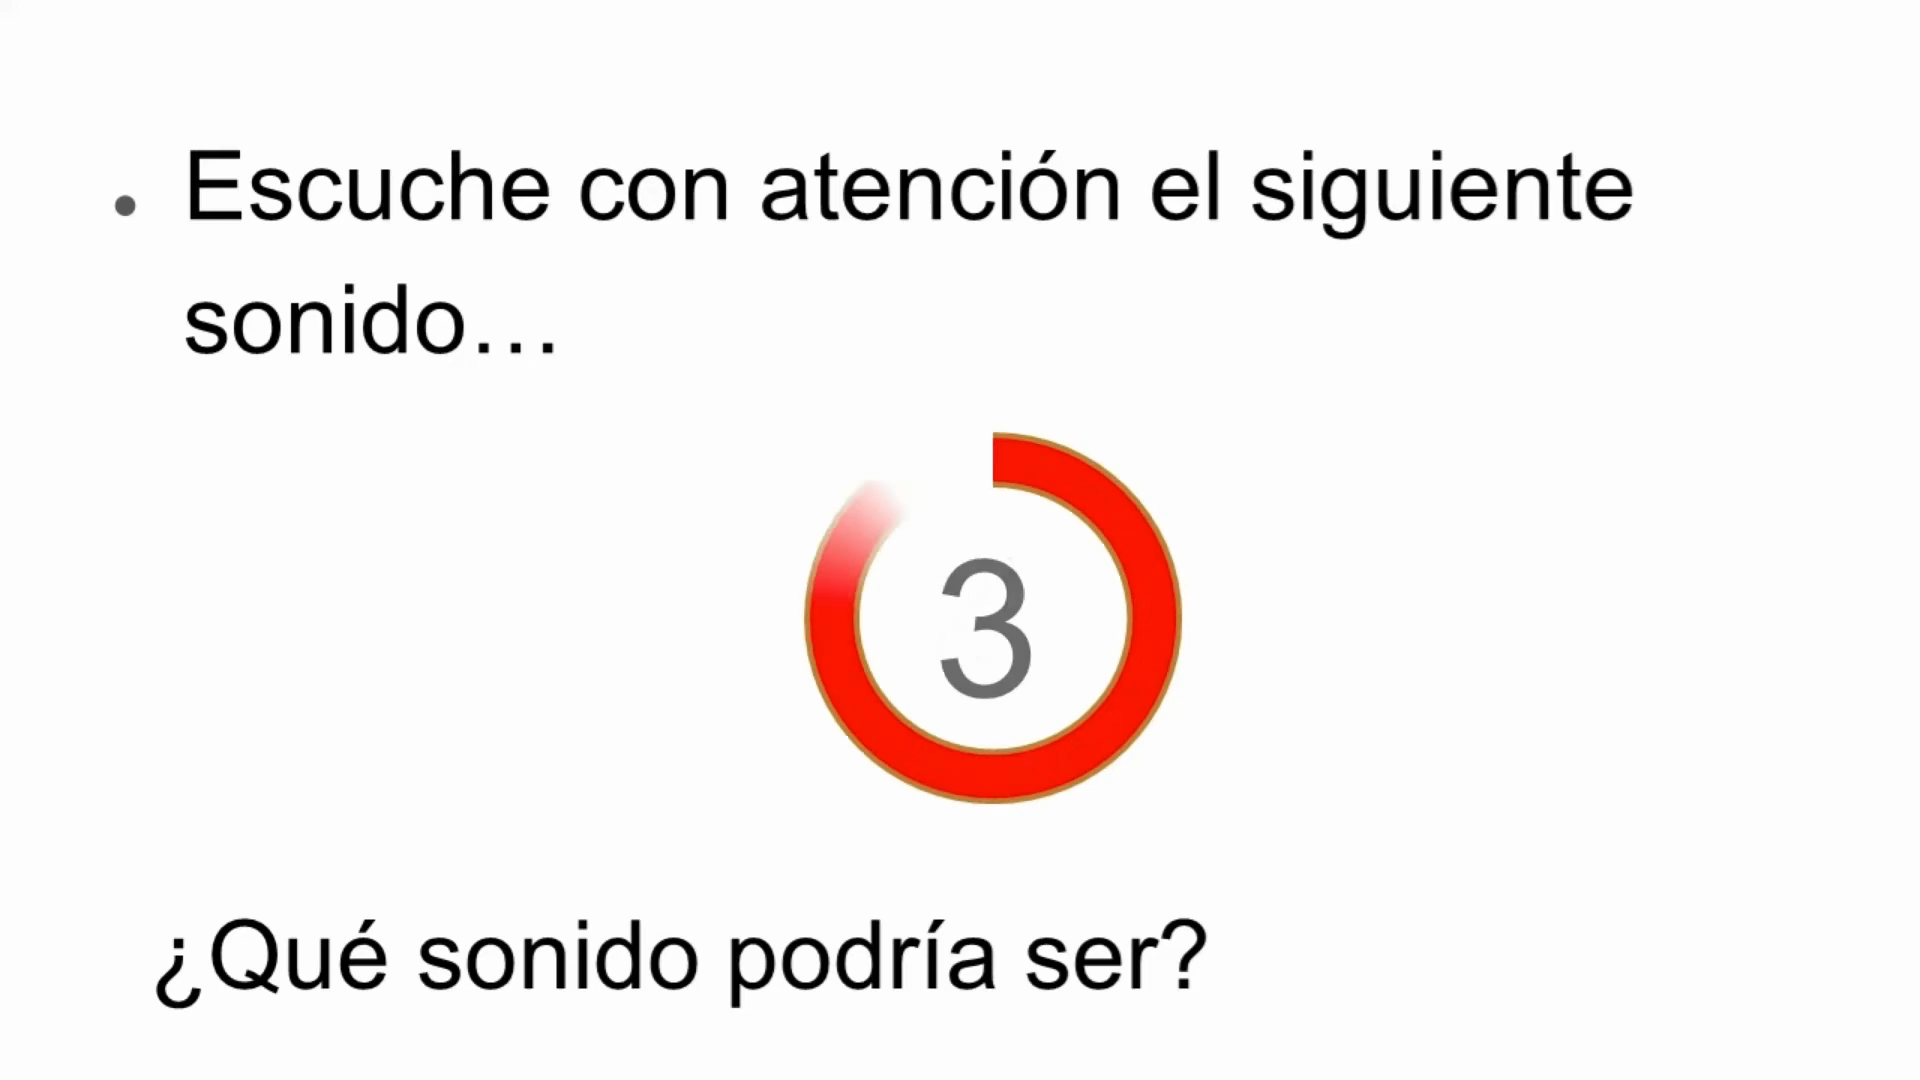 • Escuche con atención el siguiente
sonido…
3
¿Qué sonido podría ser?